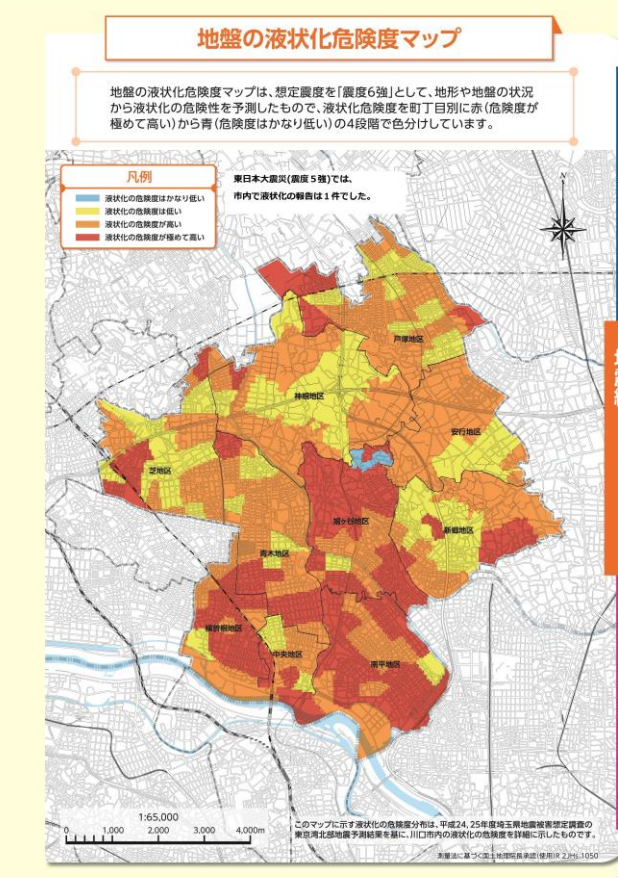 地盤の液状化危険度マップ
地盤の液状化危険度マップは、想定震度を「震度6強」として、地形や地盤の状況
から液状化の危険性を予測したもので、液状化危険度を町丁目別に赤(危険度が
極めて高い)から青(危険度はかなり低い)の4段階で色分けしています。
凡例
液状化の危険度はかなり低い
液状化の危険度は低い
液状化の危険度が高い
液状化の危険度が極めて高い
東日本大震災(震度5強)では、
市内で液状化の報告は1件でした。
N
戸塚地区
神根地区
安行地区
芝地区
鳩ヶ谷地区
新郷地区
青木地区
横曽根地区
中央地区
南平地区
1:65,000
0 1,000 2,000 3,000 4,000m
このマップに示す液状化の危険度分布は、平成24, 25年度埼玉県地震被害想定調査の
東京湾北部地震予測結果を基に、川口市内の液状化の危険度を詳細に示したものです。
測量法に基づく国土地理院長承認(使用)R 2JHs 1050